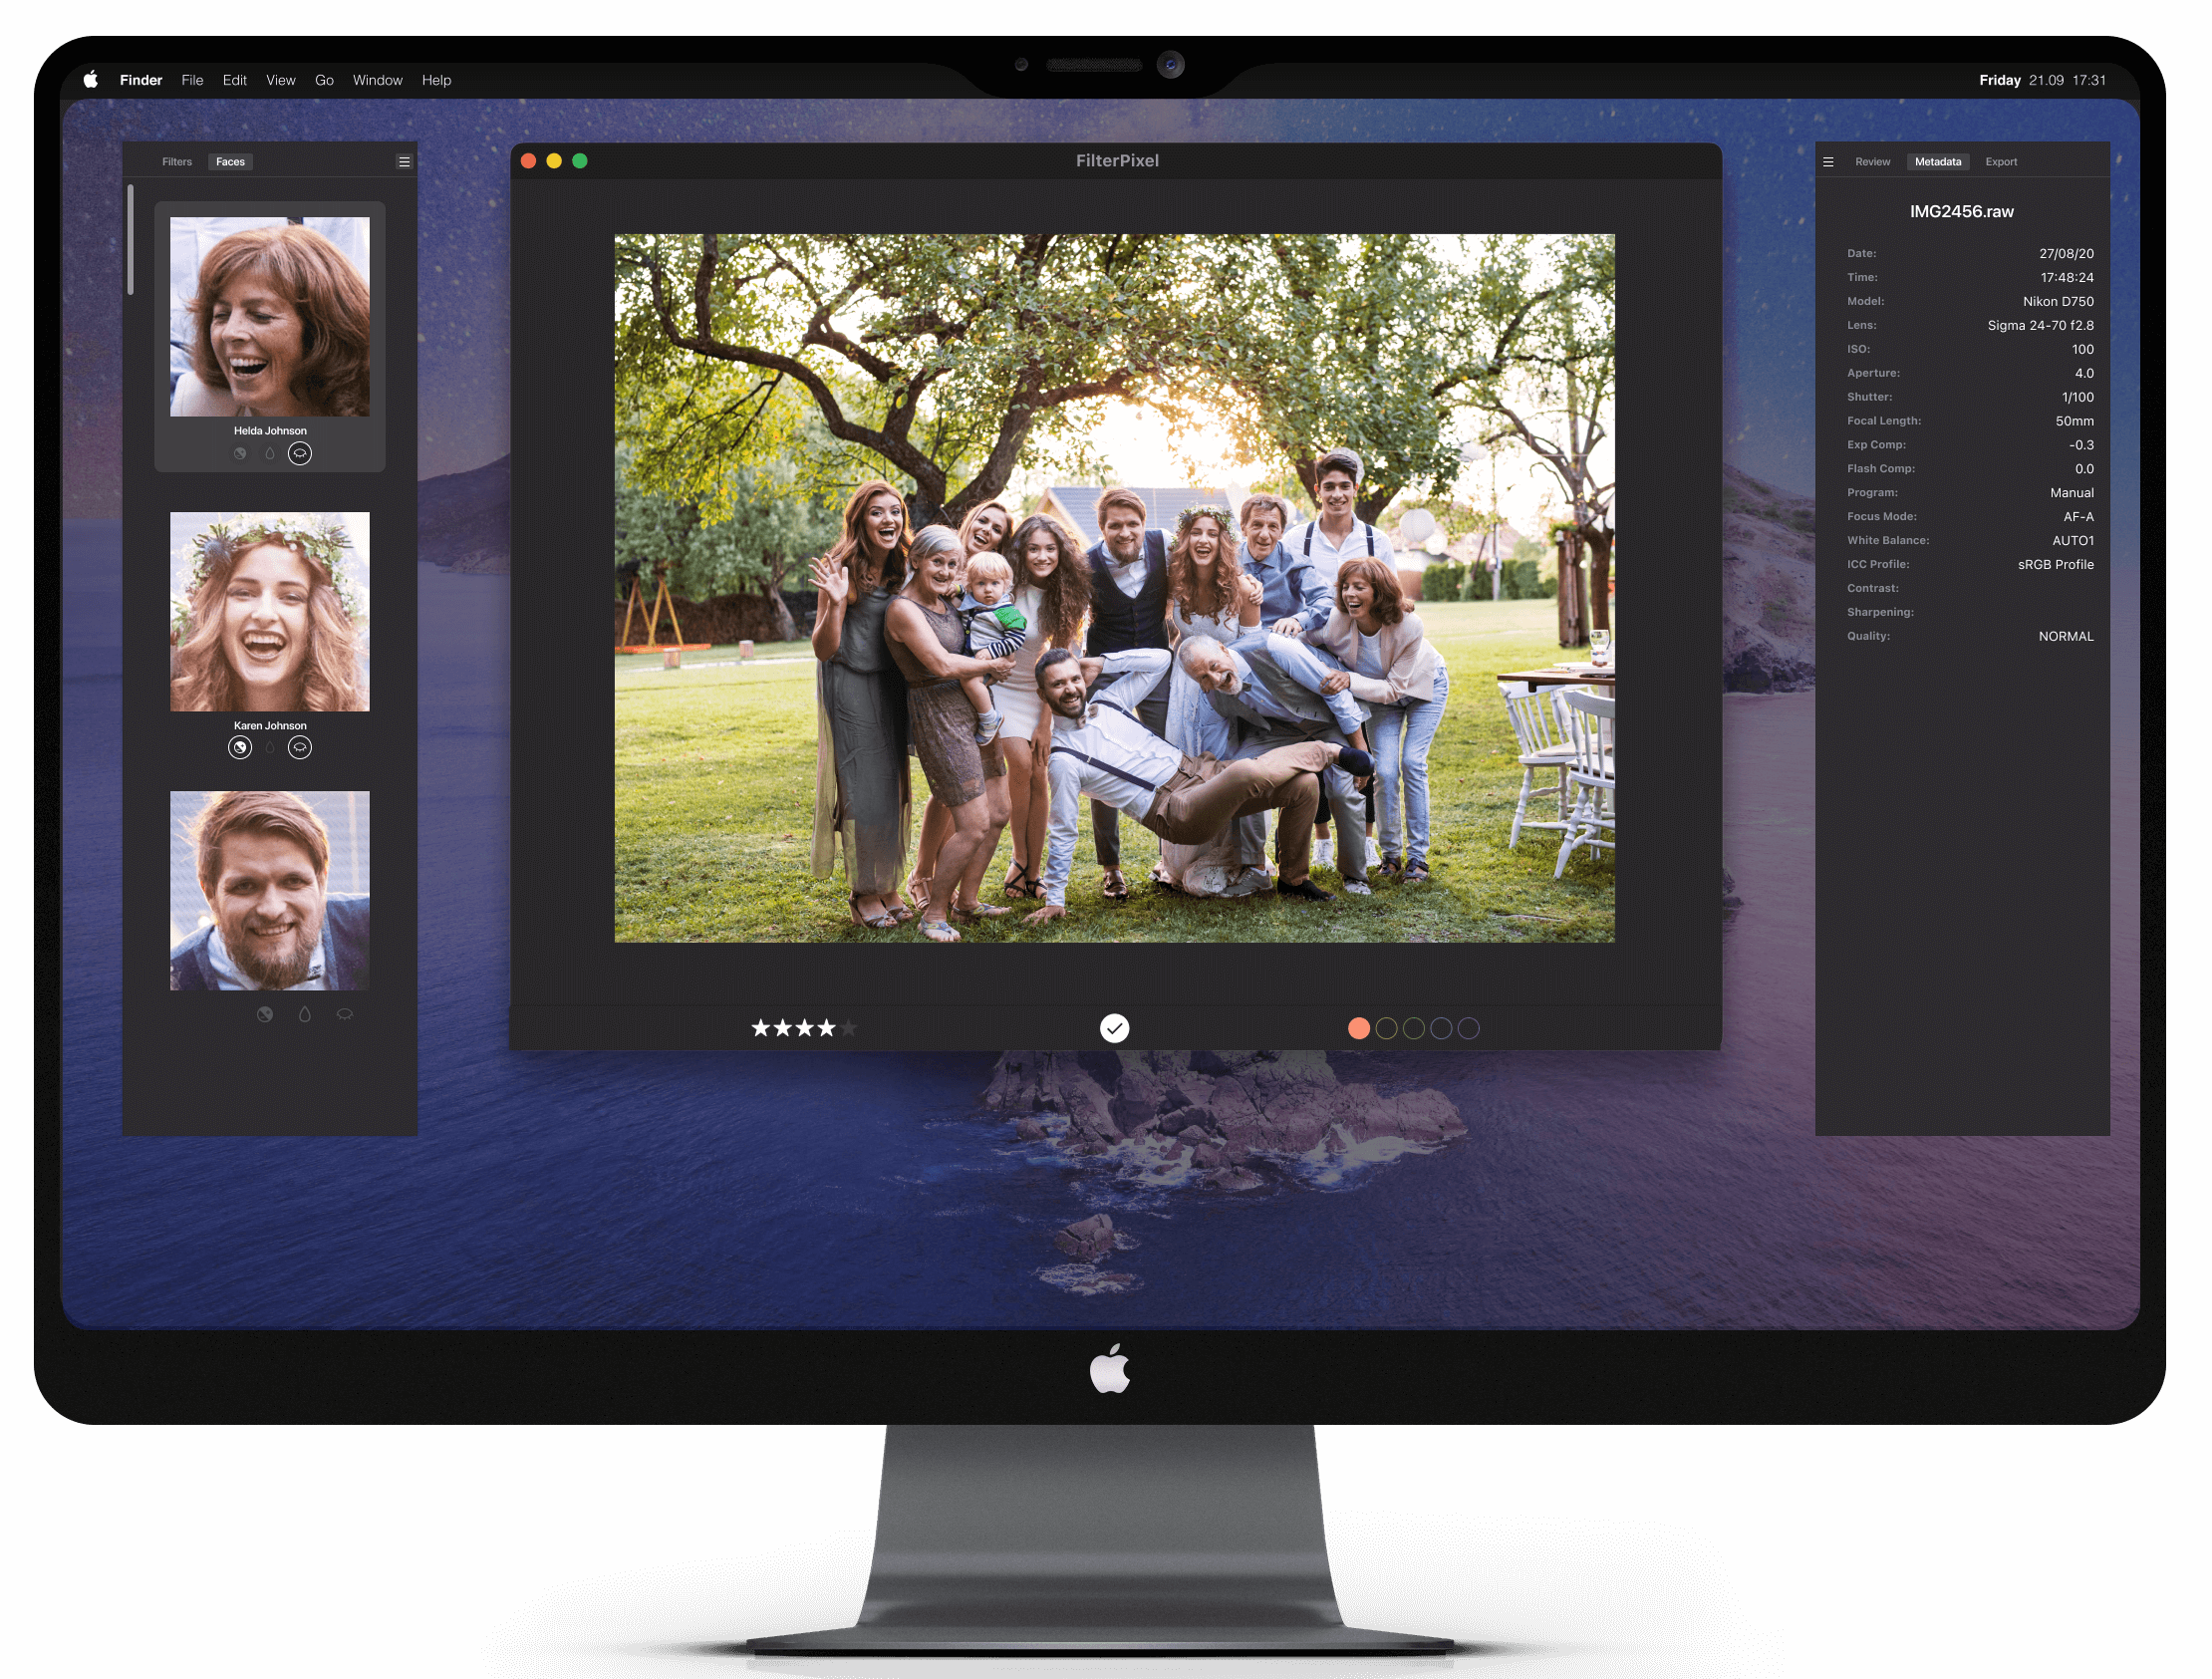 Finder File Edit View Go Window Help
Friday 21.09 17:31
Filters Faces
Helda Johnson
Karen Johnson
FilterPixel
Review Metadata Export
IMG2456.raw
Date: 27/08/20
Time: 17:48:24
Model: Nikon D750
Lens: Sigma 24-70 f2.8
ISO: 100
Aperture: 4.0
Shutter: 1/100
Focal Length: 50mm
Exp Comp: -0.3
Flash Comp: 0.0
Program: Manual
Focus Mode: AF-A
White Balance: AUTO1
ICC Profile: sRGB Profile
Contrast:
Sharpening:
Quality: NORMAL